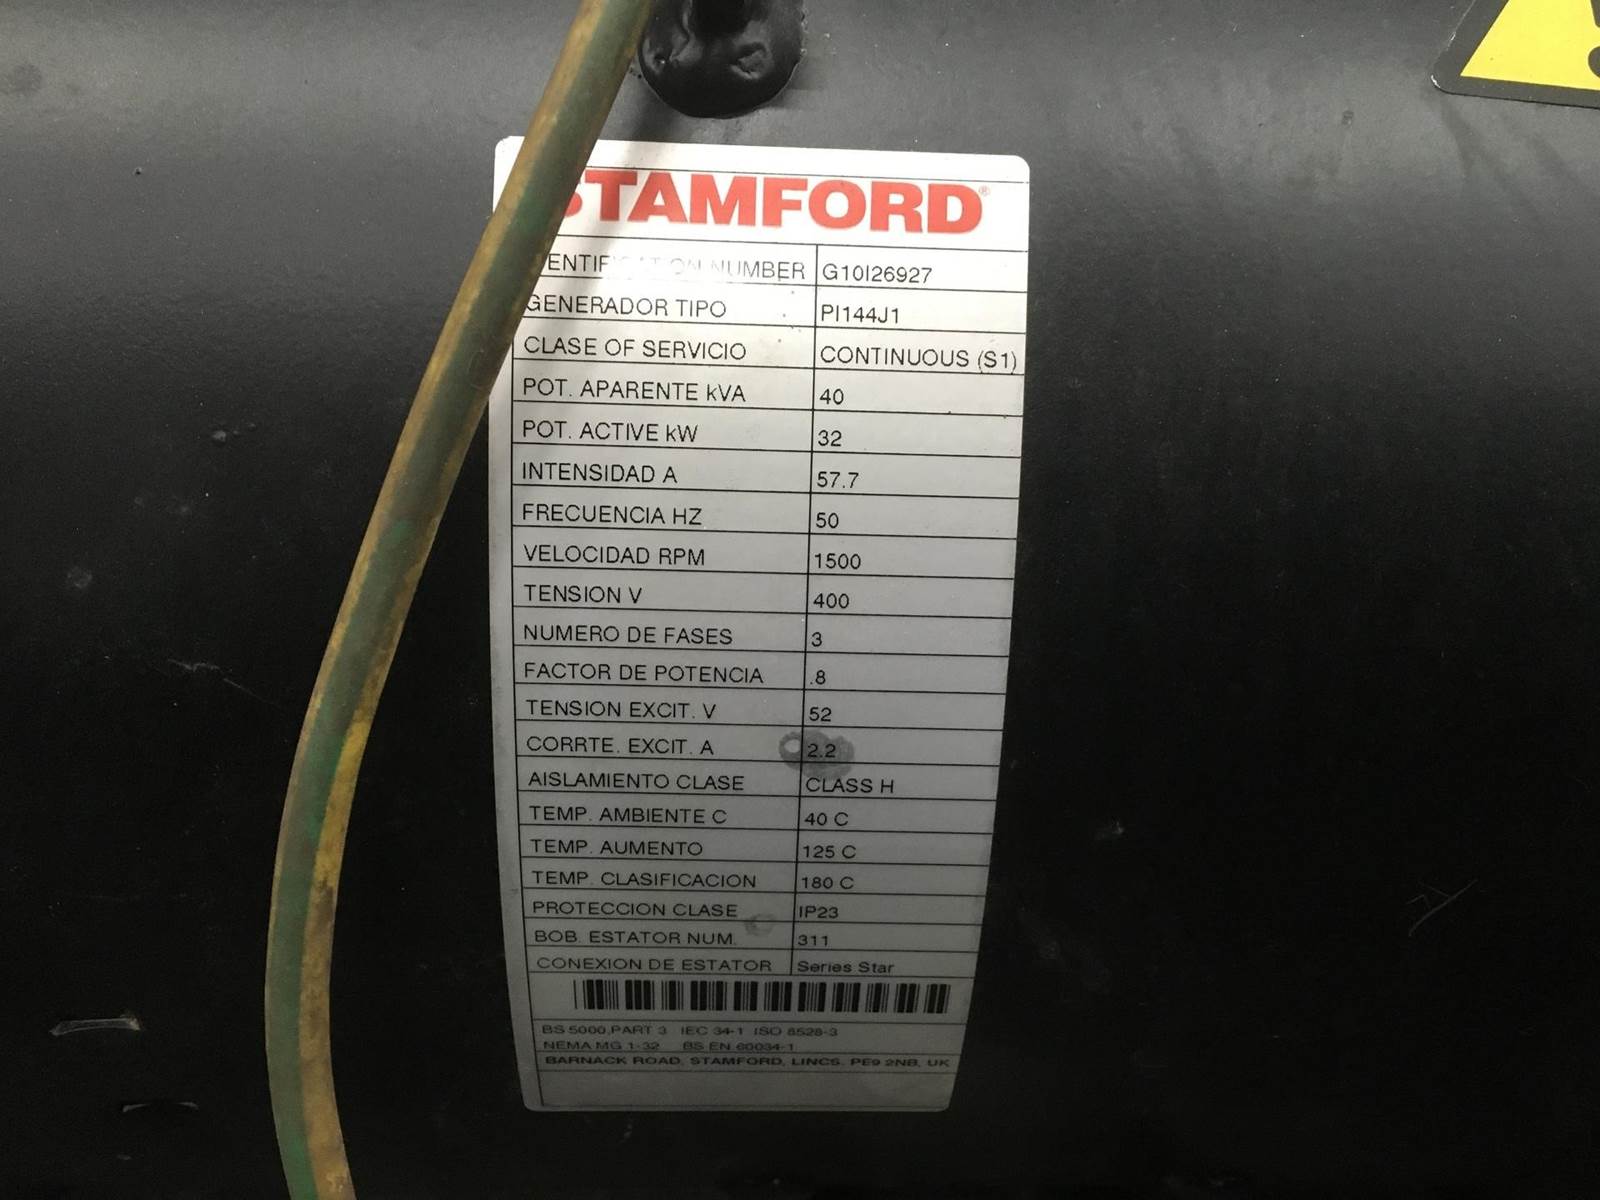 STAMFORD®
IDENTIFICATION NUMBER G10I26927
GENERADOR TIPO PI144J1
CLASE OF SERVICIO CONTINUOUS (S1)
POT. APARENTE kVA 40
POT. ACTIVE kW 32
INTENSIDAD A 57.7
FRECUENCIA HZ 50
VELOCIDAD RPM 1500
TENSION V 400
NUMERO DE FASES 3
FACTOR DE POTENCIA .8
TENSION EXCIT. V 52
CORRTE. EXCIT. A 2.2
AISLAMIENTO CLASE CLASS H
TEMP. AMBIENTE C 40 C
TEMP. AUMENTO 125 C
TEMP. CLASIFICACION 180 C
PROTECCION CLASE IP23
BOB. ESTATOR NUM. 311
CONEXION DE ESTATOR Series Star
BS 5000,PART 3 IEC 34-1 ISO 8528-3
NEMA MG 1-32 BS EN 60034-1
BARNACK ROAD, STAMFORD, LINCS. PE9 2NB, UK